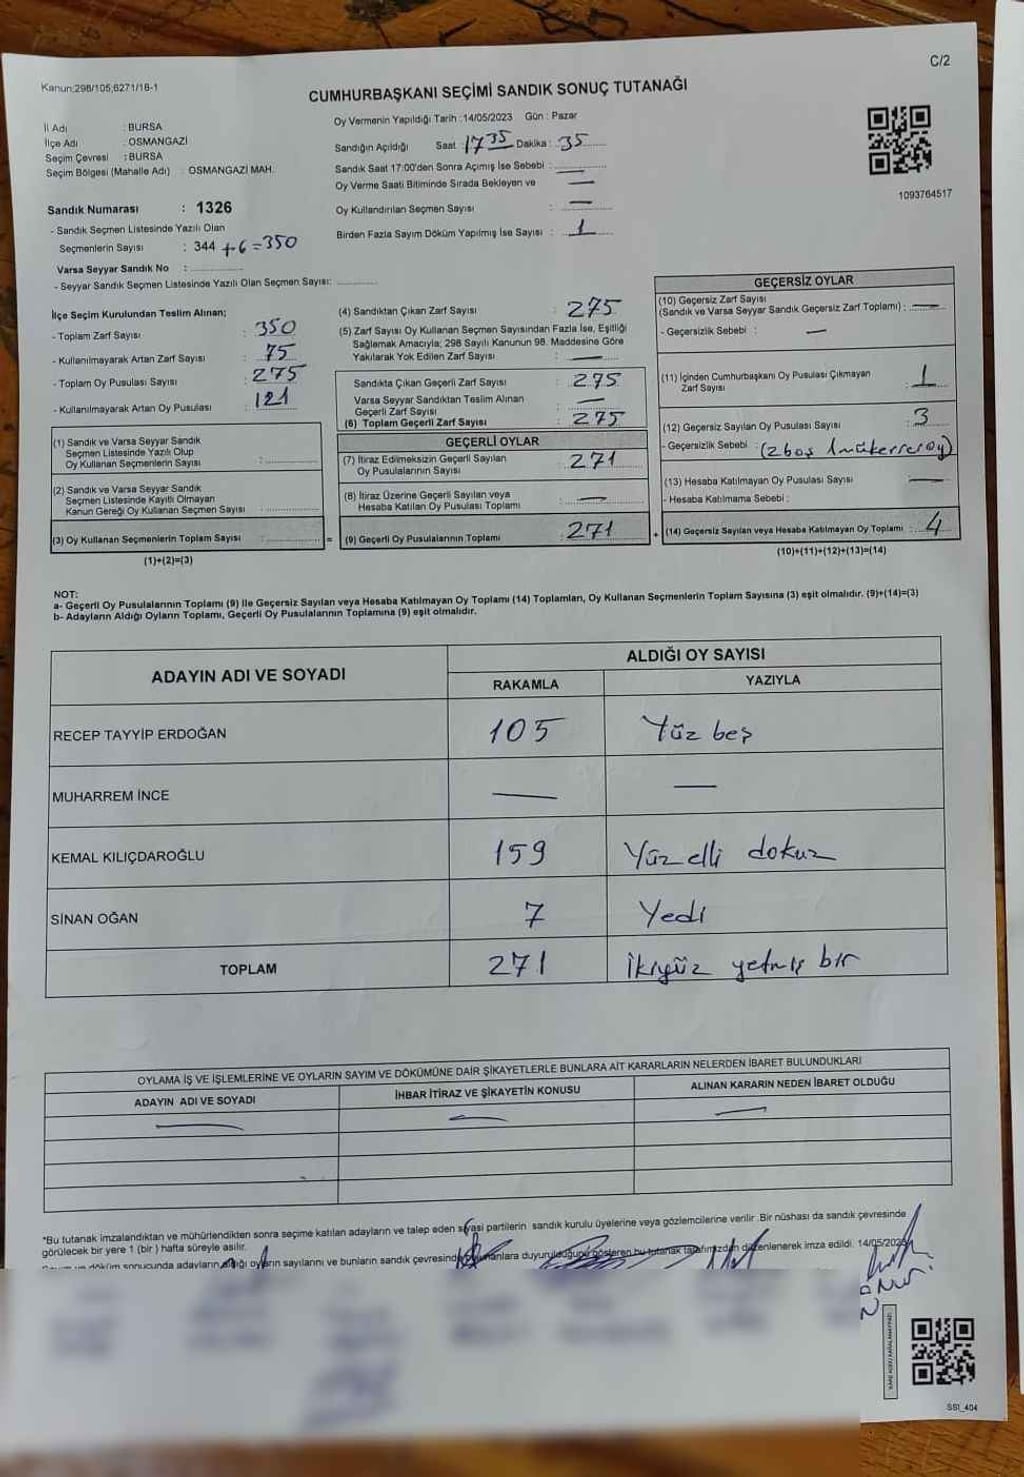 C/2
Kanun;298/105;6271/18-1
CUMHURBAŞKANI SEÇİMİ SANDIK SONUÇ TUTANAĞI
İl Adı : BURSA
İlçe Adı : OSMANGAZİ
Seçim Çevresi : BURSA
Seçim Bölgesi (Mahalle Adı) : OSMANGAZİ MAH.
Sandık Numarası : 1326
- Sandık Seçmen Listesinde Yazılı Olan
Seçmenlerin Sayısı : 344 +6=350
Varsa Seyyar Sandık No :
- Seyyar Sandık Seçmen Listesinde Yazılı Olan Seçmen Sayısı:
Oy Vermenin Yapıldığı Tarih :14/05/2023 Gün : Pazar
Sandığın Açıldığı Saat : 1735 Dakika : 35
Sandık Saat 17:00'den Sonra Açımış İse Sebebi : —
Oy Verme Saati Bitiminde Sırada Bekleyen ve —
Oy Kullandırılan Seçmen Sayısı : —
Birden Fazla Sayım Döküm Yapılmış İse Sayısı : 1
1093764517
İlçe Seçim Kurulundan Teslim Alınan;
- Toplam Zarf Sayısı : 350
- Kullanılmayarak Artan Zarf Sayısı : 75
- Toplam Oy Pusulası Sayısı : 275
- Kullanılmayarak Artan Oy Pusulası : 121
(1) Sandık ve Varsa Seyyar Sandık
Seçmen Listesinde Yazılı Olup
Oy Kullanan Seçmenlerin Sayısı :
(2) Sandık ve Varsa Seyyar Sandık
Seçmen Listesinde Kayıtlı Olmayan
Kanun Gereği Oy Kullanan Seçmen Sayısı :
(3) Oy Kullanan Seçmenlerin Toplam Sayısı : =
(1)+(2)=(3)
(4) Sandıktan Çıkan Zarf Sayısı : 275
(5) Zarf Sayısı Oy Kullanan Seçmen Sayısından Fazla İse, Eşitliği
Sağlamak Amacıyla; 298 Sayılı Kanunun 98. Maddesine Göre
Yakılarak Yok Edilen Zarf Sayısı : —
Sandıkta Çıkan Geçerli Zarf Sayısı : 275
Varsa Seyyar Sandıktan Teslim Alınan
Geçerli Zarf Sayısı : —
(6) Toplam Geçerli Zarf Sayısı : 275
GEÇERLİ OYLAR
(7) İtiraz Edilmeksizin Geçerli Sayılan
Oy Pusulalarının Sayısı : 271
(8) İtiraz Üzerine Geçerli Sayılan veya
Hesaba Katılan Oy Pusulası Toplamı : —
(9) Geçerli Oy Pusulalarının Toplamı : 271 +
GEÇERSİZ OYLAR
(10) Geçersiz Zarf Sayısı
(Sandık ve Varsa Seyyar Sandık Geçersiz Zarf Toplamı) : —
- Geçersizlik Sebebi : —
(11) İçinden Cumhurbaşkanı Oy Pusulası Çıkmayan
Zarf Sayısı : 1
(12) Geçersiz Sayılan Oy Pusulası Sayısı : 3
- Geçersizlik Sebebi : (2 boş 1 mükerrer oy)
(13) Hesaba Katılmayan Oy Pusulası Sayısı —
- Hesaba Katılmama Sebebi :
(14) Geçersiz Sayılan veya Hesaba Katılmayan Oy Toplamı : 4
(10)+(11)+(12)+(13)=(14)
NOT:
a- Geçerli Oy Pusulalarının Toplamı (9) ile Geçersiz Sayılan veya Hesaba Katılmayan Oy Toplamı (14) Toplamları, Oy Kullanan Seçmenlerin Toplam Sayısına (3) eşit olmalıdır. (9)+(14)=(3)
b- Adayların Aldığı Oyların Toplamı, Geçerli Oy Pusulalarının Toplamına (9) eşit olmalıdır.
ADAYIN ADI VE SOYADI
ALDIĞI OY SAYISI
RAKAMLA YAZIYLA
RECEP TAYYİP ERDOĞAN 105 Yüz beş
MUHARREM İNCE — —
KEMAL KILIÇDAROĞLU 159 Yüz elli dokuz
SİNAN OĞAN 7 Yedi
TOPLAM 271 İkiyüz yetmiş bir
OYLAMA İŞ VE İŞLEMLERİNE VE OYLARIN SAYIM VE DÖKÜMÜNE DAİR ŞİKAYETLERLE BUNLARA AİT KARARLARIN NELERDEN İBARET BULUNDUKLARI
ADAYIN ADI VE SOYADI İHBAR İTİRAZ VE ŞİKAYETİN KONUSU ALINAN KARARIN NEDEN İBARET OLDUĞU
— — —
*Bu tutanak imzalandıktan ve mühürlendikten sonra seçime katılan adayların ve talep eden siyasi partilerin sandık kurulu üyelerine veya gözlemcilerine verilir. Bir nüshası da sandık çevresinde
görülecek bir yere 1 (bir) hafta süreyle asılır.
Sayım ve döküm sonucunda adayların aldığı oyların sayılarını ve bunların sandık çevresinde bulunanlara duyurulduğunu gösteren bu tutanak tarafımızdan düzenlenerek imza edildi. 14/05/2023
SSI_404